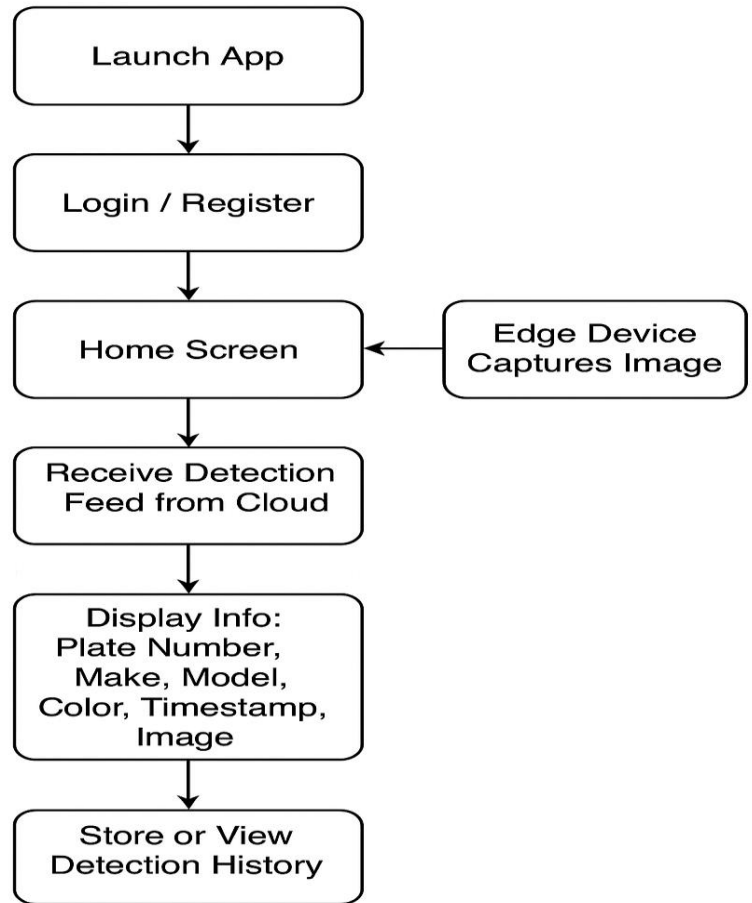 Launch App
Login / Register
Home Screen
Edge Device
Captures Image
Receive Detection
Feed from Cloud
Display Info:
Plate Number,
Make, Model,
Color, Timestamp,
Image
Store or View
Detection History